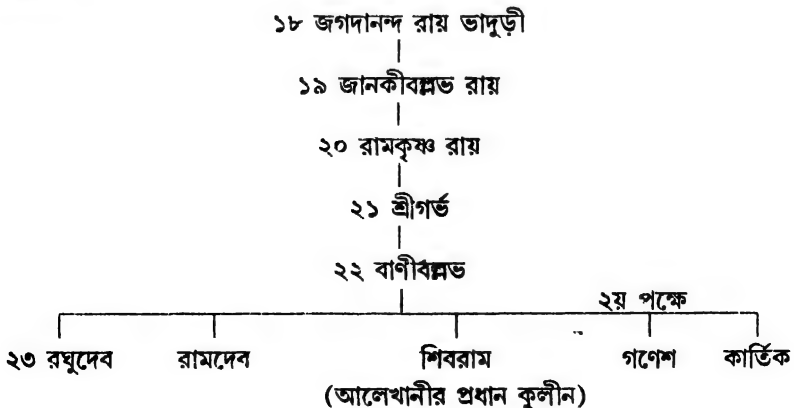 ১৮ জগদানন্দ রায় ভাদুড়ী
১৯ জানকীবল্লভ রায়
২০ রামকৃষ্ণ রায়
২১ শ্রীগর্ভ
২২ বাণীবল্লভ
২য় পক্ষে
২৩ রঘুদেব রামদেব শিবরাম গণেশ কার্তিক
(আলেখানীর প্রধান কুলীন)